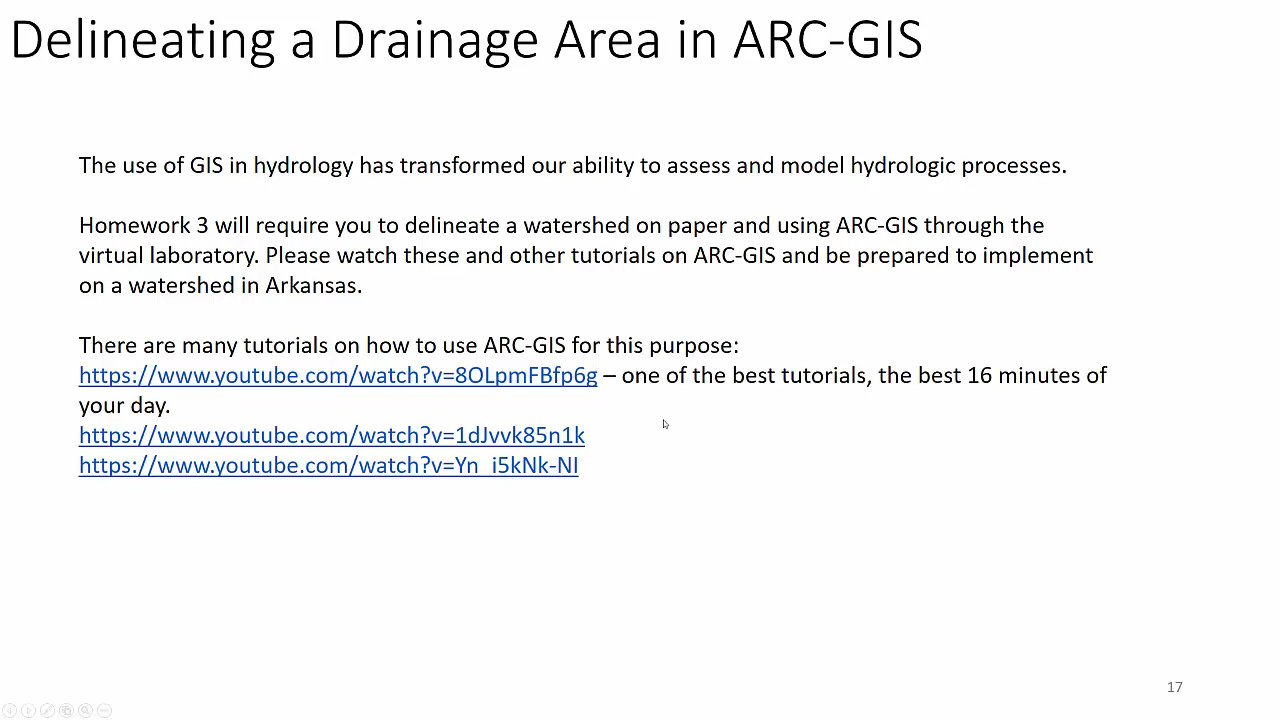 Delineating a Drainage Area in ARC-GIS
The use of GIS in hydrology has transformed our ability to assess and model hydrologic processes.
Homework 3 will require you to delineate a watershed on paper and using ARC-GIS through the
virtual laboratory. Please watch these and other tutorials on ARC-GIS and be prepared to implement
on a watershed in Arkansas.
There are many tutorials on how to use ARC-GIS for this purpose:
https://www.youtube.com/watch?v=8OLpmFBfp6g – one of the best tutorials, the best 16 minutes of
your day.
https://www.youtube.com/watch?v=1dJvvk85n1k
https://www.youtube.com/watch?v=Yn_i5kNk-NI
17